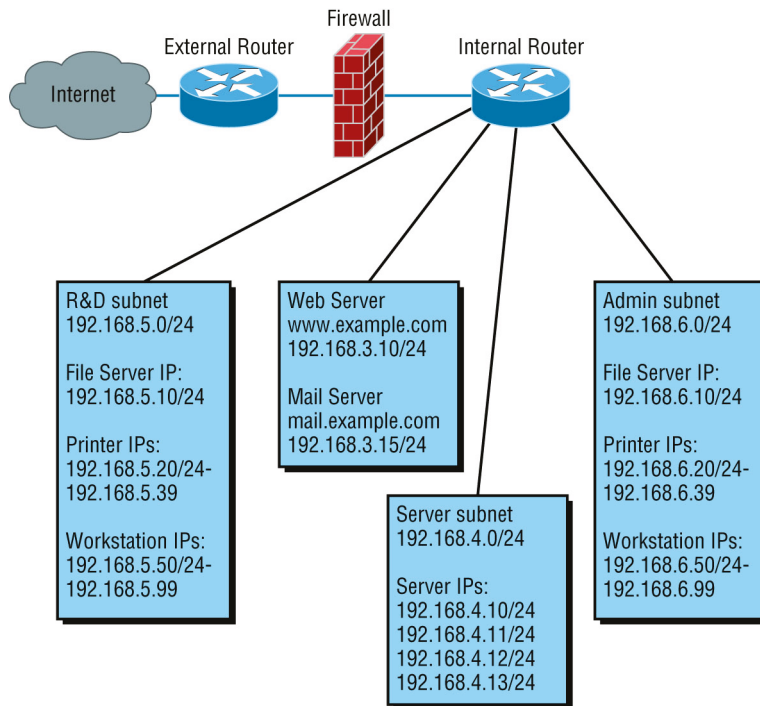 Firewall
External Router
Internal Router
Internet
R&D subnet
192.168.5.0/24
File Server IP:
192.168.5.10/24
Printer IPs:
192.168.5.20/24-
192.168.5.39
Workstation IPs:
192.168.5.50/24-
192.168.5.99
Web Server
www.example.com
192.168.3.10/24
Mail Server
mail.example.com
192.168.3.15/24
Server subnet
192.168.4.0/24
Server IPs:
192.168.4.10/24
192.168.4.11/24
192.168.4.12/24
192.168.4.13/24
Admin subnet
192.168.6.0/24
File Server IP:
192.168.6.10/24
Printer IPs:
192.168.6.20/24-
192.168.6.39
Workstation IPs:
192.168.6.50/24-
192.168.6.99